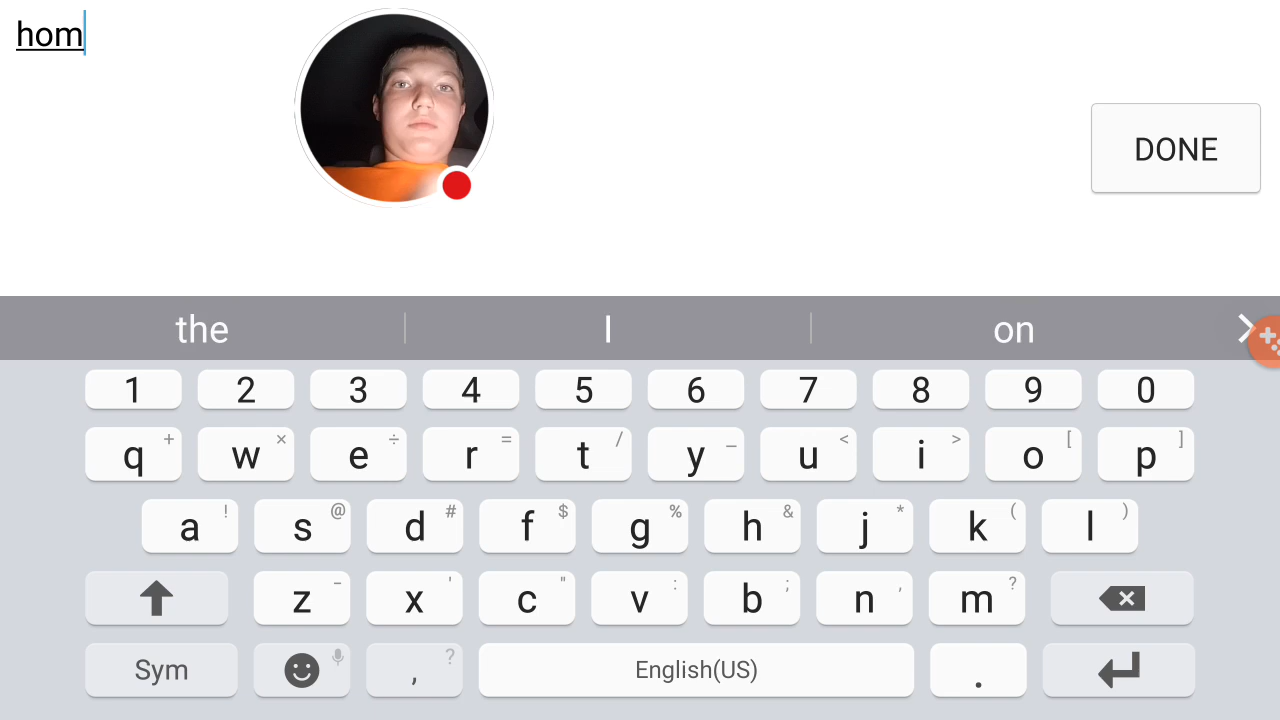 hom
DONE
the I on
1 2 3 4 5 6 7 8 9 0
q + w × e ÷ r = t / y _ u < i > o [ p ]
a ! s @ d # f $ g % h & j * k ( l )
z - x ' c " v : b ; n , m ?
Sym , ? English(US) .